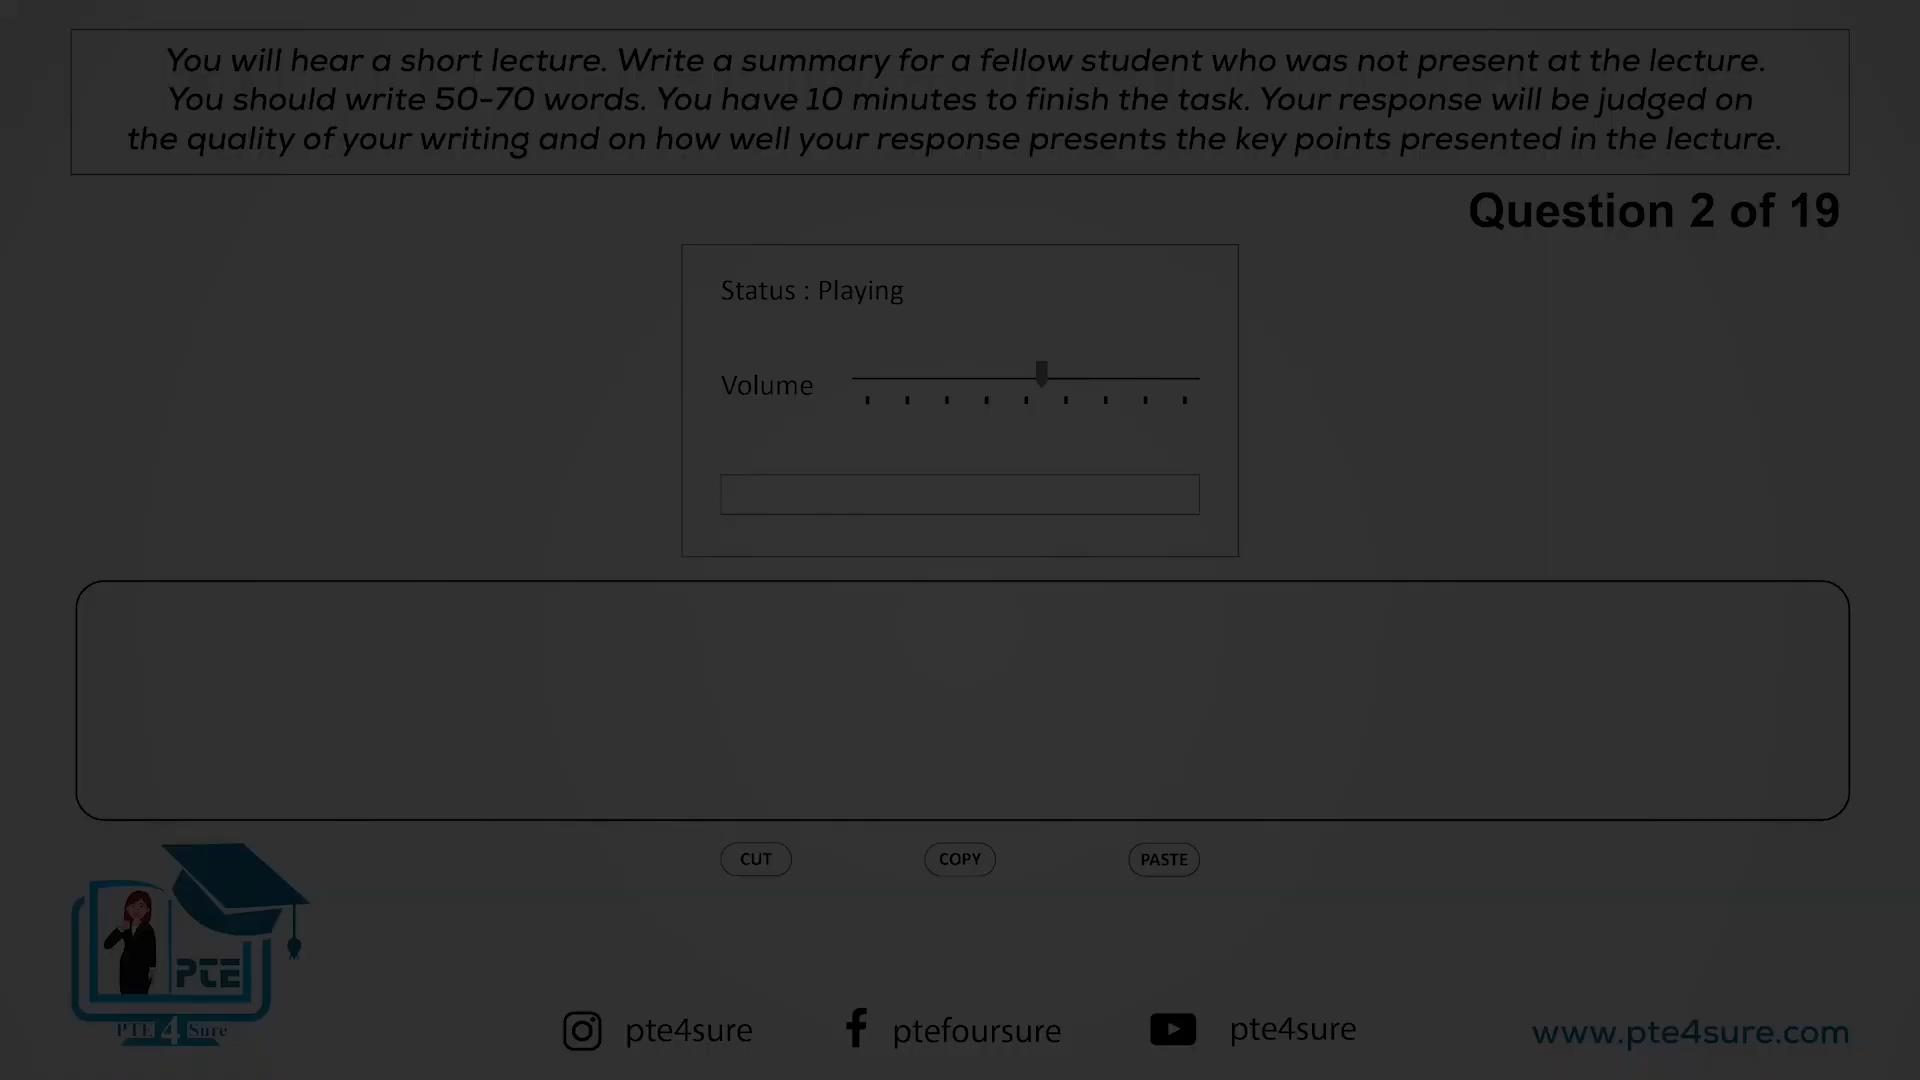 You will hear a short lecture. Write a summary for a fellow student who was not present at the lecture.
You should write 50-70 words. You have 10 minutes to finish the task. Your response will be judged on
the quality of your writing and on how well your response presents the key points presented in the lecture.
Question 2 of 19
Status : Playing
Volume
CUT
COPY
PASTE
PTE
PTE 4 Sure
pte4sure
ptefoursure
pte4sure
www.pte4sure.com